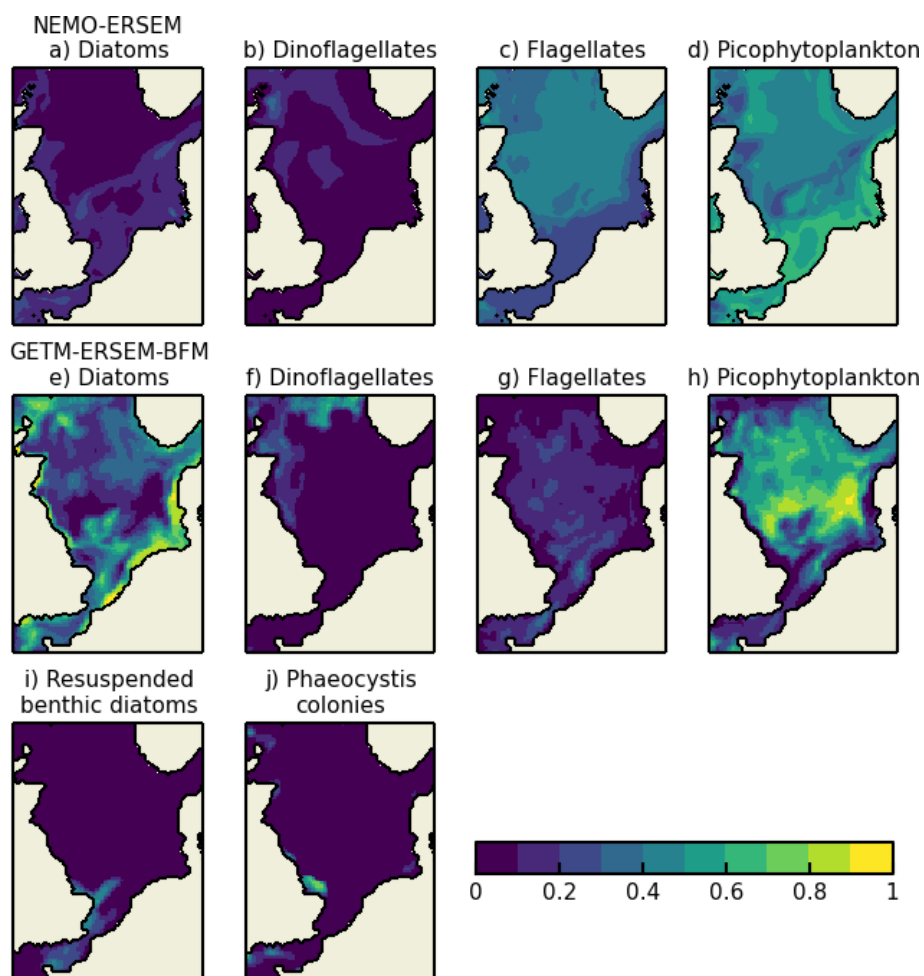 NEMO-ERSEM
a) Diatoms
b) Dinoflagellates
c) Flagellates
d) Picophytoplankton
GETM-ERSEM-BFM
e) Diatoms
f) Dinoflagellates
g) Flagellates
h) Picophytoplankton
i) Resuspended
benthic diatoms
j) Phaeocystis
colonies
0 0.2 0.4 0.6 0.8 1